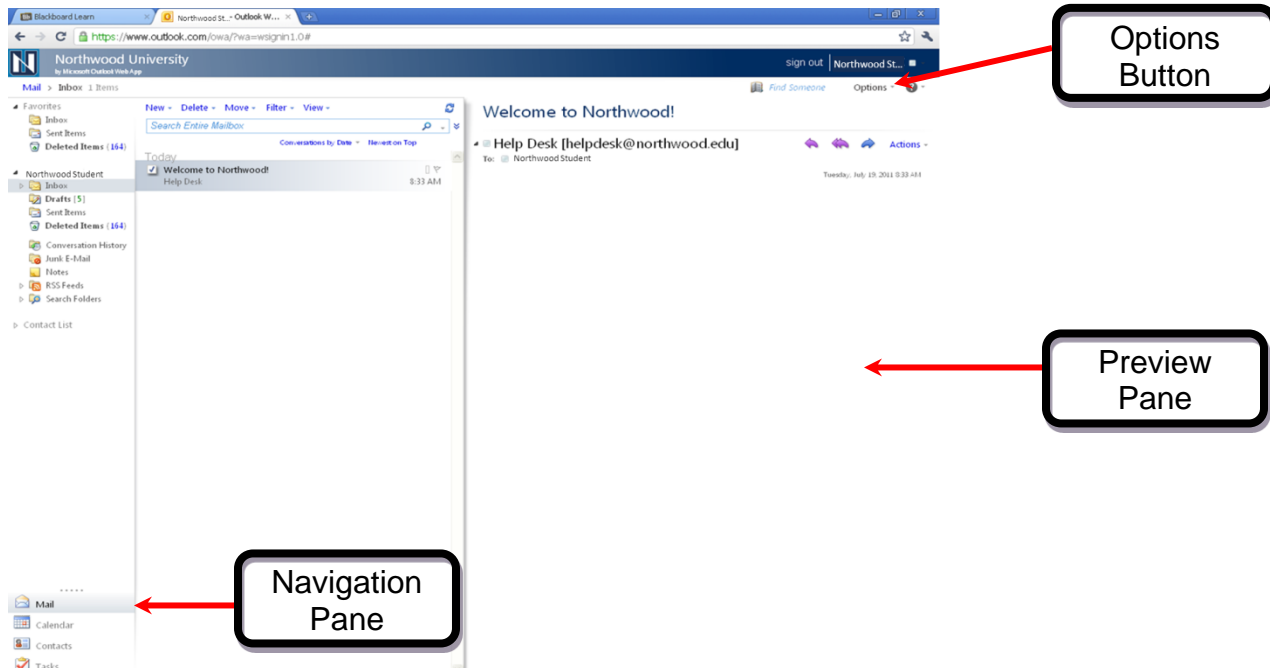 Blackboard Learn
Northwood St... - Outlook W...
https://www.outlook.com/owa/?wa=wsignin1.0#
Northwood University
by Microsoft Outlook Web App
sign out Northwood St...
Mail > Inbox 1 Items
Find Someone Options
Favorites
Inbox
Sent Items
Deleted Items (164)
Northwood Student
Inbox
Drafts [5]
Sent Items
Deleted Items (164)
Conversation History
Junk E-Mail
Notes
RSS Feeds
Search Folders
Contact List
Mail
Calendar
Contacts
Tasks
New Delete Move Filter View
Search Entire Mailbox
Conversations by Date Newest on Top
Today
Welcome to Northwood!
Help Desk 8:33 AM
Welcome to Northwood!
Help Desk [helpdesk@northwood.edu]
Actions
To: Northwood Student
Tuesday, July 19, 2011 8:33 AM
Options
Button
Preview
Pane
Navigation
Pane